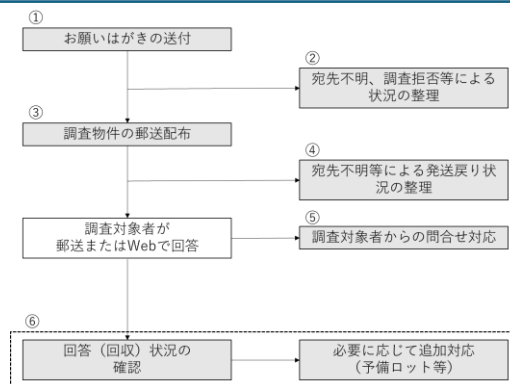 ①
お願いはがきの送付
②
宛先不明、調査拒否等による
状況の整理
③
調査物件の郵送配布
④
宛先不明等による発送戻り状
況の整理
調査対象者が
郵送またはWebで回答
⑤
調査対象者からの問合せ対応
⑥
回答（回収）状況の
確認
必要に応じて追加対応
（予備ロット等）